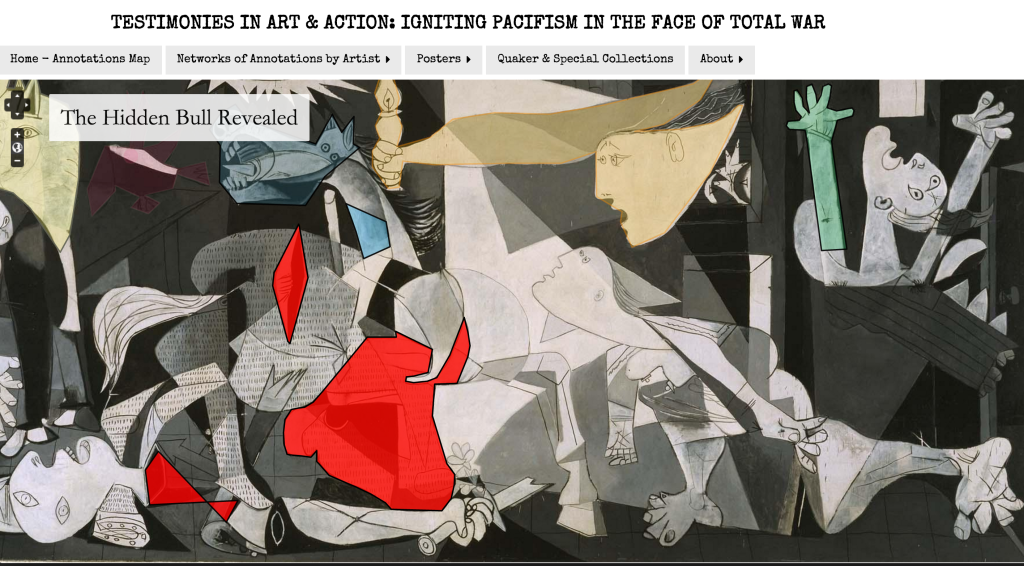 TESTIMONIES IN ART & ACTION: IGNITING PACIFISM IN THE FACE OF TOTAL WAR
Home – Annotations Map Networks of Annotations by Artist Posters Quaker & Special Collections About
The Hidden Bull Revealed